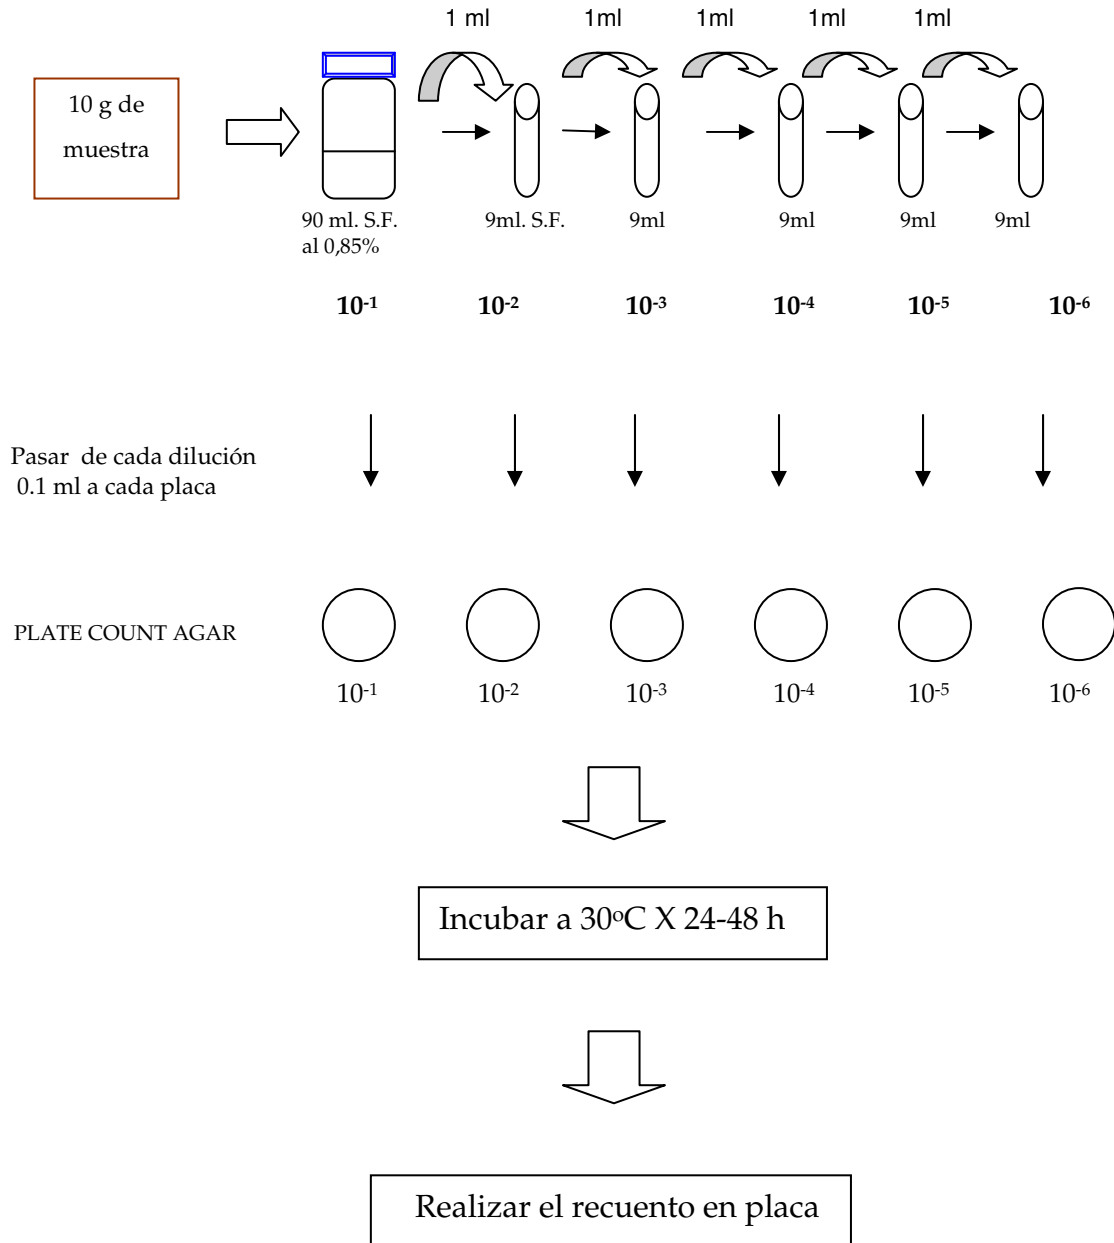 1 ml 1ml 1ml 1ml 1ml
10 g de
muestra
90 ml. S.F.
al 0,85%
9ml. S.F. 9ml 9ml 9ml 9ml
10⁻¹ 10⁻² 10⁻³ 10⁻⁴ 10⁻⁵ 10⁻⁶
Pasar de cada dilución
0.1 ml a cada placa
PLATE COUNT AGAR
10⁻¹ 10⁻² 10⁻³ 10⁻⁴ 10⁻⁵ 10⁻⁶
Incubar a 30ºC X 24-48 h
Realizar el recuento en placa